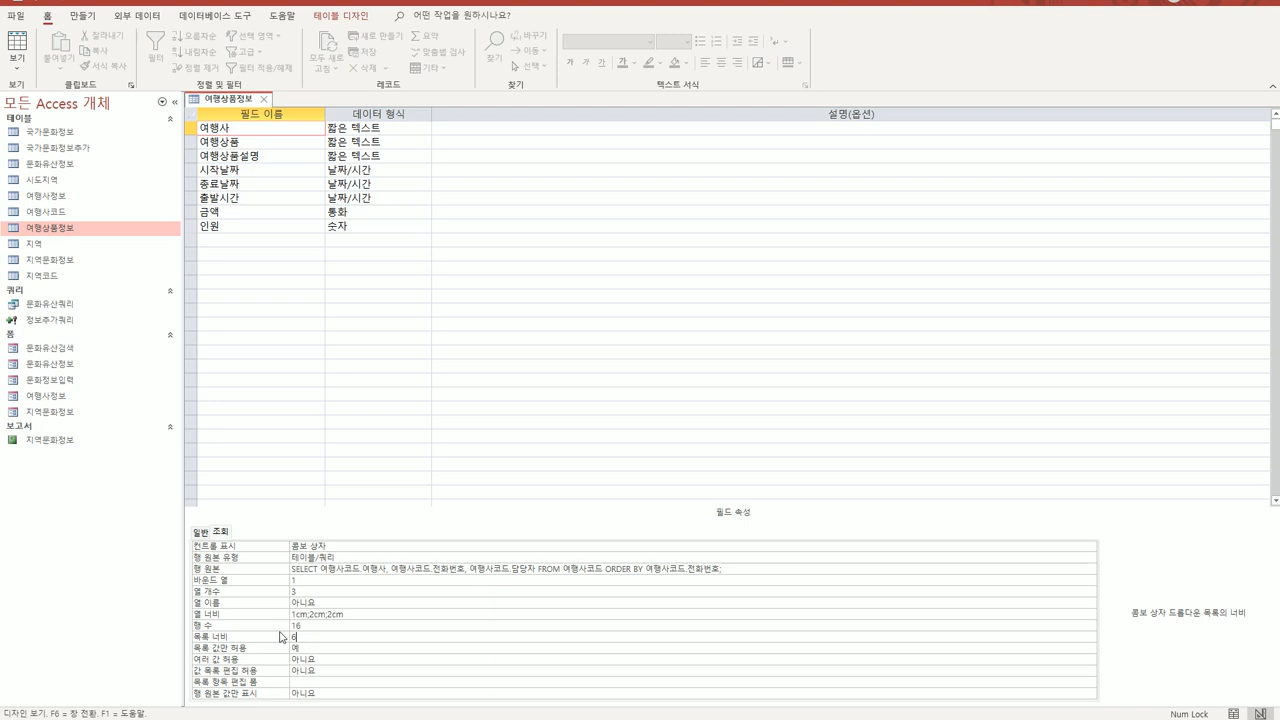 파일 홈 만들기 외부 데이터 데이터베이스 도구 도움말 테이블 디자인 어떤 작업을 원하시나요?
잘라내기 오름차순 선택 영역 새로 만들기 요약 바꾸기
복사 내림차순 고급 저장 맞춤법 검사 이동
보기 붙여넣기 서식 복사 필터 정렬 제거 필터 적용/해제 모두 새로 고침 삭제 기타 찾기 선택
보기 클립보드 정렬 및 필터 레코드 찾기 텍스트 서식
모든 Access 개체 «
테이블
국가문화정보
국가문화정보추가
문화유산정보
시도지역
여행사정보
여행사코드
여행상품정보
지역
지역문화정보
지역코드
쿼리
문화유산쿼리
정보추가쿼리
폼
문화유산검색
문화유산정보
문화정보입력
여행사정보
지역문화정보
보고서
지역문화정보
여행상품정보
필드 이름 데이터 형식 설명(옵션)
여행사 짧은 텍스트
여행상품 짧은 텍스트
여행상품설명 짧은 텍스트
시작날짜 날짜/시간
종료날짜 날짜/시간
출발시간 날짜/시간
금액 통화
인원 숫자
필드 속성
일반 조회
컨트롤 표시 콤보 상자
행 원본 유형 테이블/쿼리
행 원본 SELECT 여행사코드.여행사, 여행사코드.전화번호, 여행사코드.담당자 FROM 여행사코드 ORDER BY 여행사코드.전화번호;
바운드 열 1
열 개수 3
열 이름 아니요
열 너비 1cm;2cm;2cm
행 수 16
목록 너비 6
목록 값만 허용 예
여러 값 허용 아니요
값 목록 편집 허용 아니요
목록 항목 편집 폼
행 원본 값만 표시 아니요
콤보 상자 드롭다운 목록의 너비
디자인 보기. F6 = 창 전환. F1 = 도움말. Num Lock